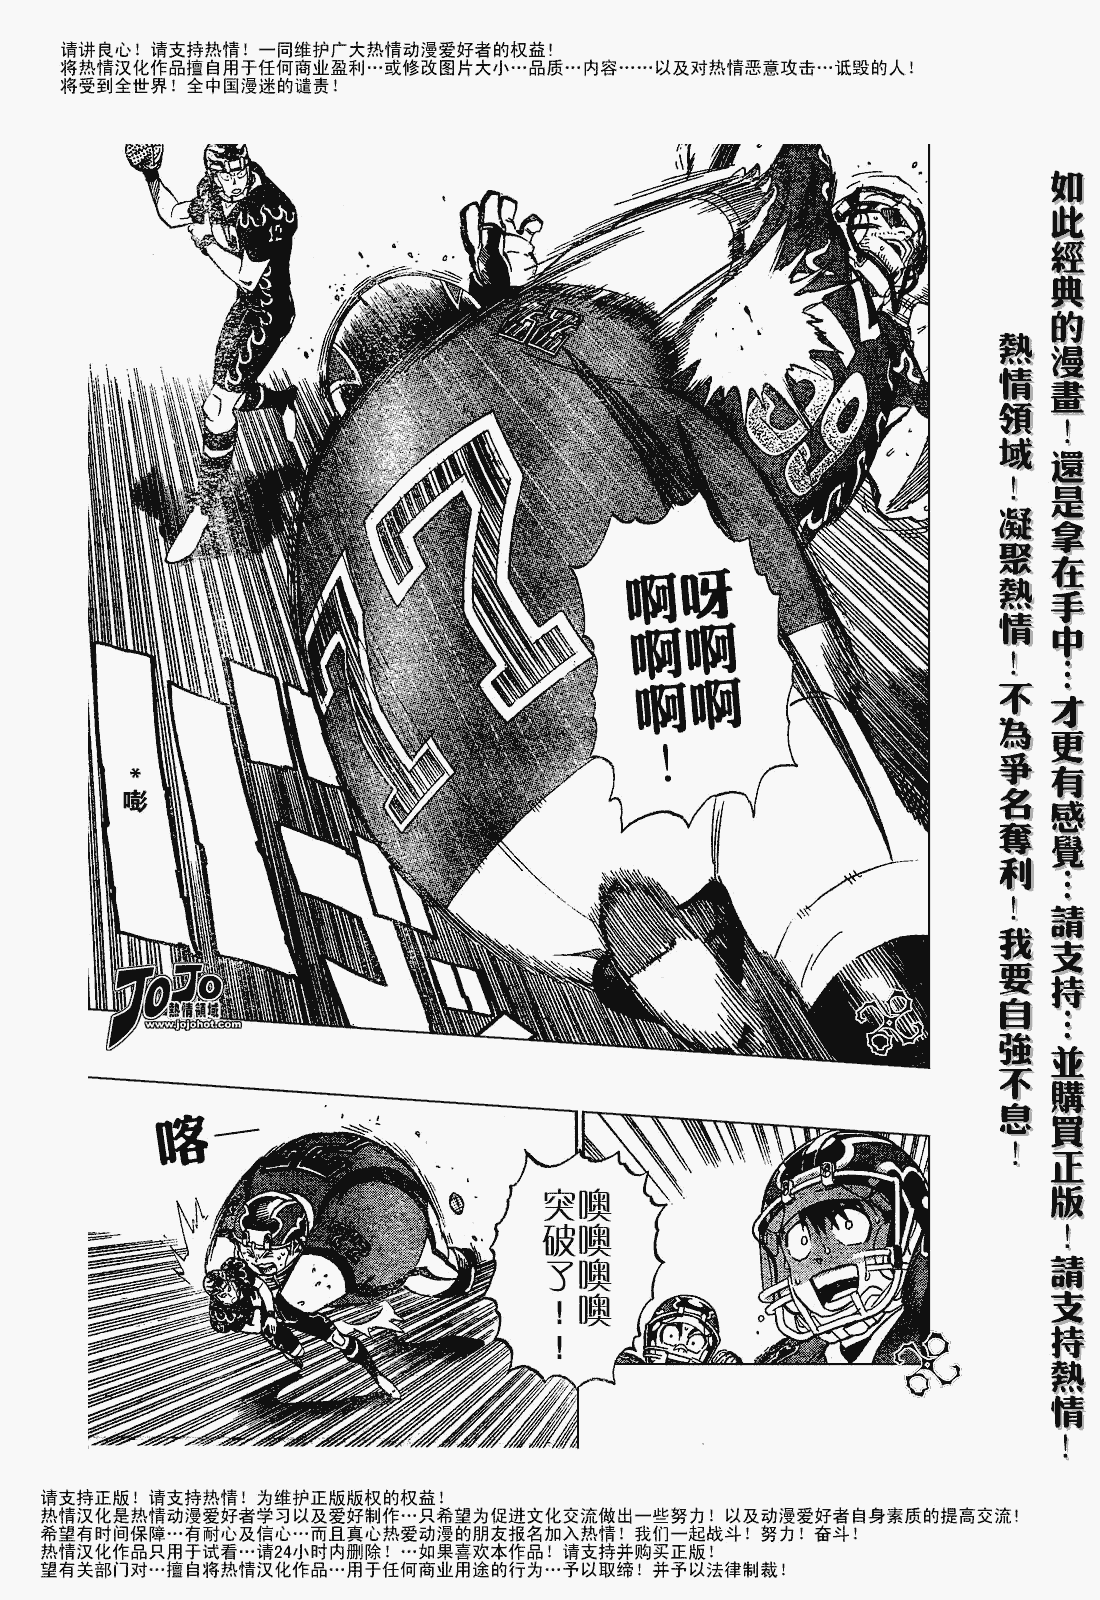 请讲良心！请支持热情！一同维护广大热情动漫爱好者的权益！
将热情汉化作品擅自用于任何商业盈利…或修改图片大小…品质…内容……以及对热情恶意攻击…诋毁的人！
将受到全世界！全中国漫迷的谴责！
如此經典的漫畫！還是拿在手中…才更有感覺…請支持…並購買正版！請支持熱情！
熱情領域！凝聚熱情！不為爭名奪利！我要自強不息！
17
99
77
呀啊啊
啊啊啊！
*嘭
JOJO
熱情領域
www.jojohot.com
噢噢噢噢
突破了！！
喀—
请支持正版！请支持热情！为维护正版版权的权益！
热情汉化是热情动漫爱好者学习以及爱好制作…只希望为促进文化交流做出一些努力！以及动漫爱好者自身素质的提高交流！
希望有时间保障…有耐心及信心…而且真心热爱动漫的朋友报名加入热情！我们一起战斗！努力！奋斗！
热情汉化作品只用于试看…请24小时内删除！…如果喜欢本作品！请支持并购买正版！
望有关部门对…擅自将热情汉化作品…用于任何商业用途的行为…予以取缔！并予以法律制裁！